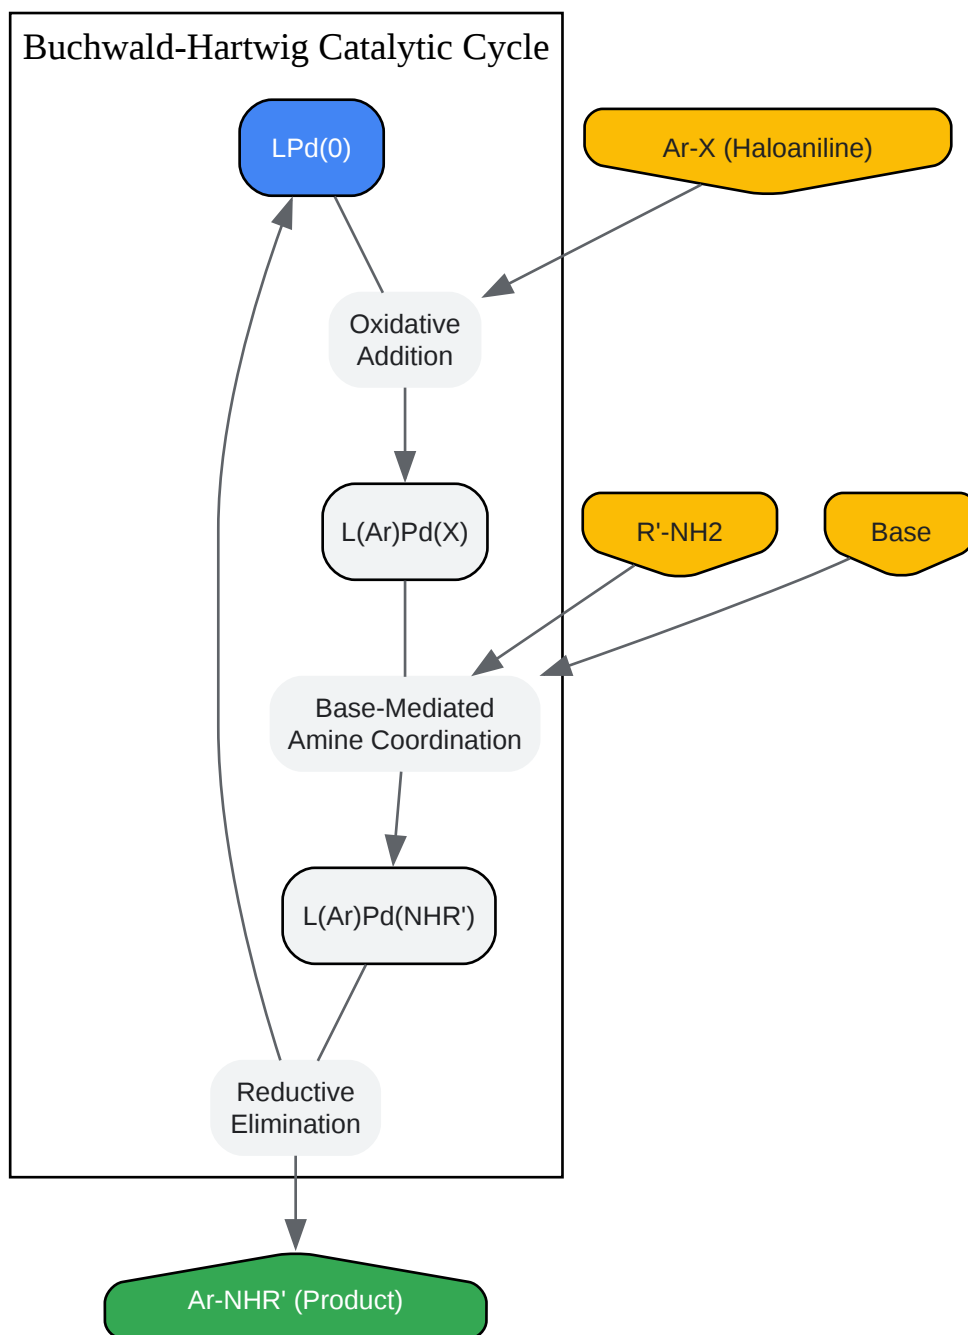 Buchwald-Hartwig Catalytic Cycle
LPd(0)
Ar-X (Haloaniline)
Oxidative
Addition
L(Ar)Pd(X)
R'-NH2
Base
Base-Mediated
Amine Coordination
L(Ar)Pd(NHR')
Reductive
Elimination
Ar-NHR' (Product)